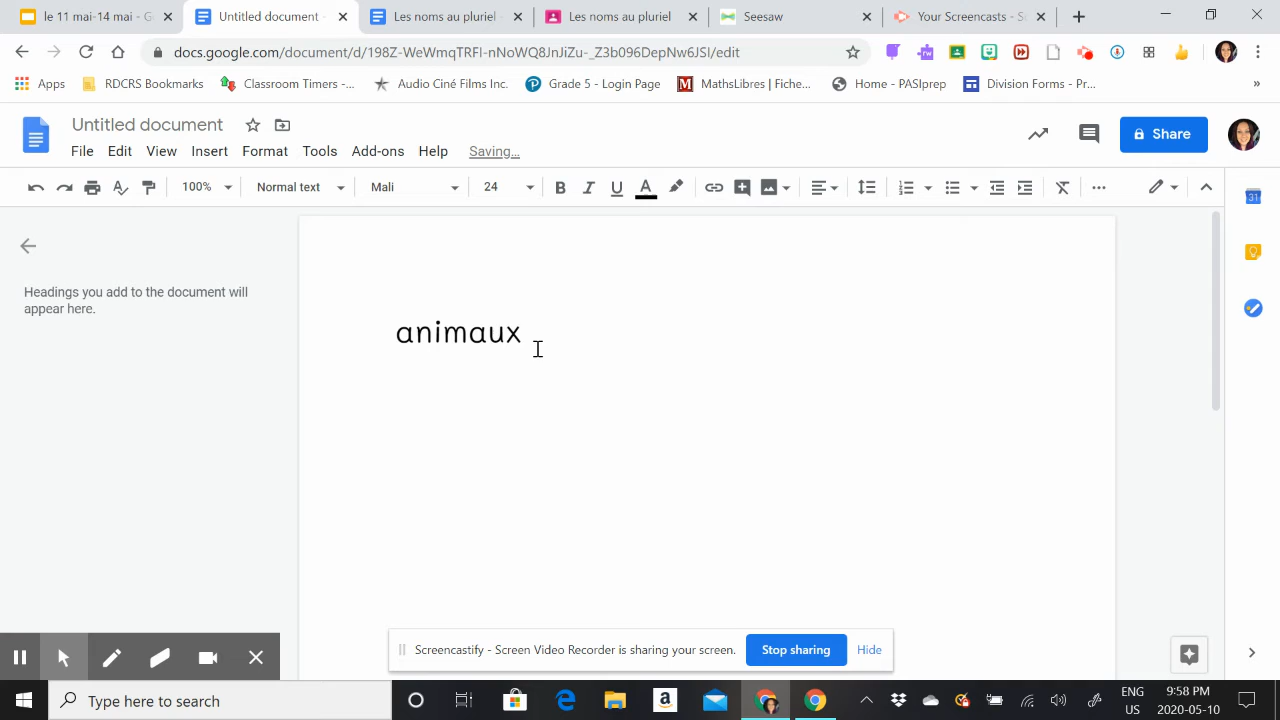 le 11 mai-14 mai - G
Untitled document -
Les noms au pluriel -
Les noms au pluriel
Seesaw
Your Screencasts - Sc
docs.google.com/document/d/198Z-WeWmqTRFl-nNoWQ8JnJiZu-_Z3b096DepNw6JSI/edit
Apps
RDCRS Bookmarks
Classroom Timers -...
Audio Ciné Films Inc.
Grade 5 - Login Page
MathsLibres | Fiche...
Home - PASIprep
Division Forms - Pr...
»
Untitled document
File Edit View Insert Format Tools Add-ons Help Saving...
Share
100% Normal text Mali 24 B I U A
31
Headings you add to the document will
appear here.
animaux
Screencastify - Screen Video Recorder is sharing your screen.
Stop sharing
Hide
Type here to search
ENG
US
9:58 PM
2020-05-10